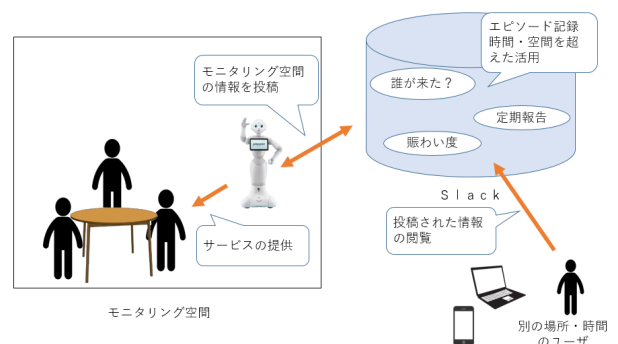 モニタリング空間
の情報を投稿
サービスの提供
モニタリング空間
エピソード記録
時間・空間を超
えた活用
誰が来た？
定期報告
賑わい度
Slack
投稿された情報
の閲覧
別の場所・時間
のユーザ